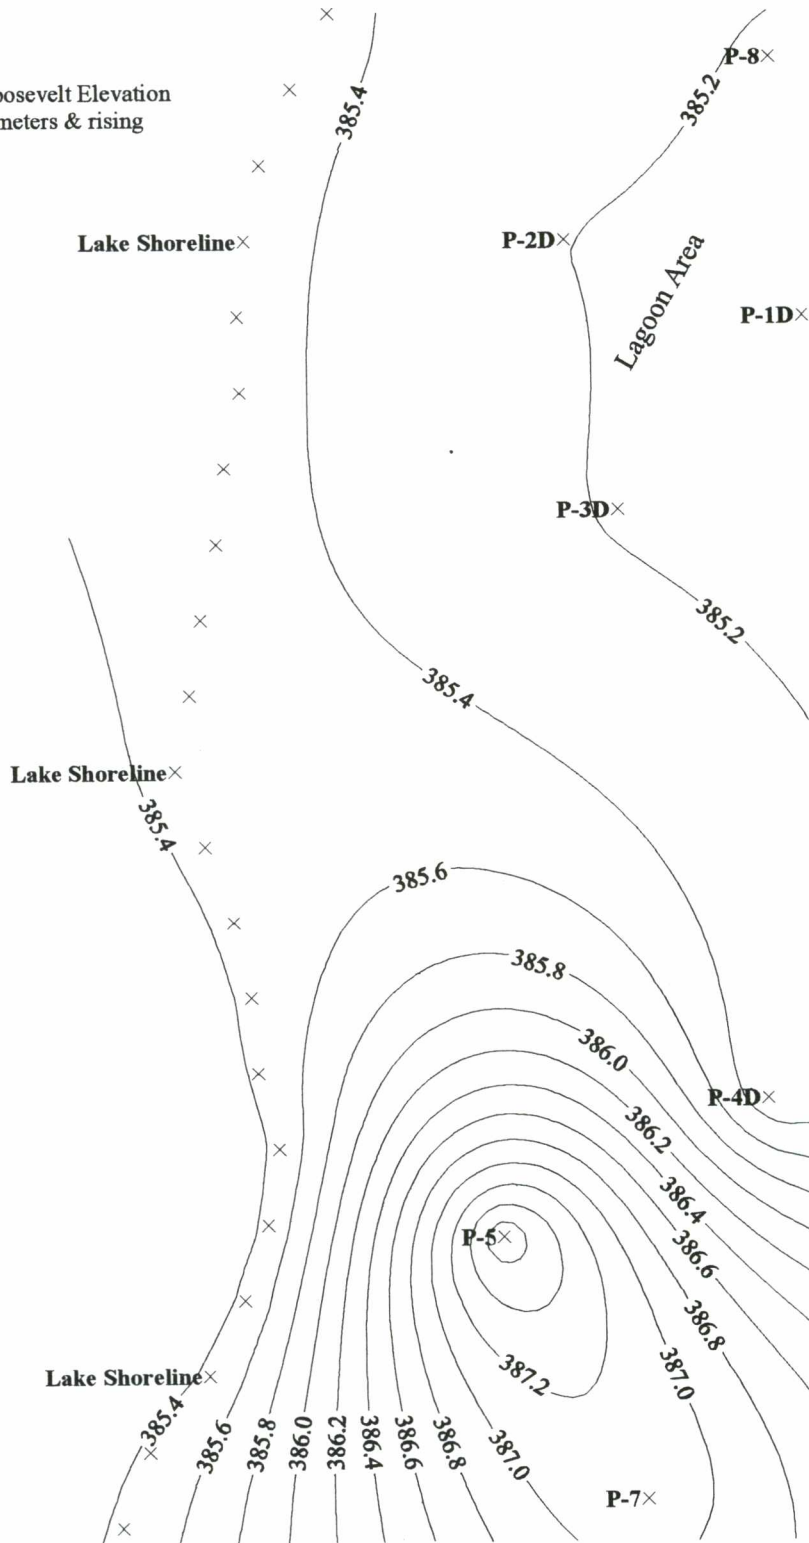 P-8
385.2
385.4
oosevelt Elevation
meters & rising
Lake Shoreline
P-2D
Lagoon Area
P-1D
P-3D
385.2
385.4
Lake Shoreline
385.4
385.6
385.8
386.0
P-4D
386.2
386.4
P-5
386.6
386.8
387.0
387.2
Lake Shoreline
385.4
385.6
385.8
386.0
386.2
386.4
386.6
386.8
387.0
P-7